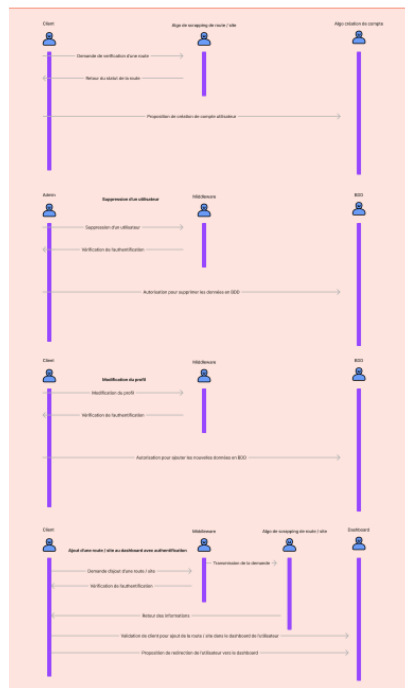 Client
Algo de scrapping de route / site
Algo création de compte
Demande de vérification d'une route
Retour du statut de la route
Proposition de création de compte utilisateur
Admin
Suppression d'un utilisateur
Middleware
BDD
Suppression d'un utilisateur
Vérification de l'authentification
Autorisation pour supprimer les données en BDD
Client
Modification du profil
Middleware
BDD
Modification du profil
Vérification de l'authentification
Autorisation pour ajouter les nouvelles données en BDD
Client
Middleware
Algo de scrapping de route / site
Dashboard
Ajout d'une route / site au dashboard avec authentification
Transmission de la demande
Demande d'ajout d'une route / site
Vérification de l'authentification
Retour des informations
Validation du client pour ajout de la route / site dans le dashboard de l'utilisateur
Proposition de redirection de l'utilisateur vers le dashboard